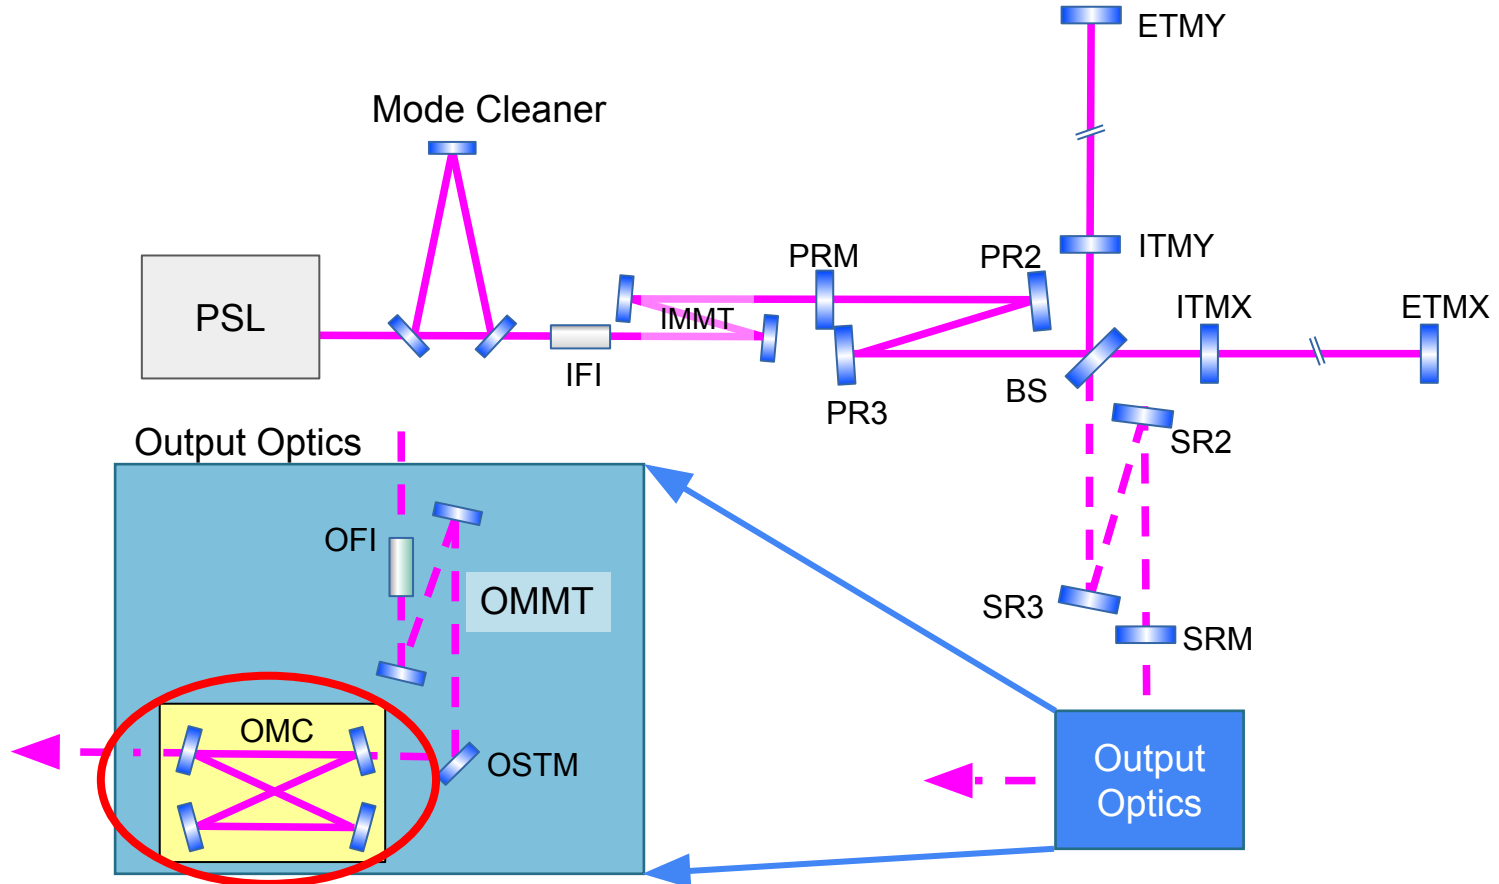 ETMY
Mode Cleaner
ITMY
PRM
PR2
ITMX
ETMX
PSL
IMMT
IFI
BS
PR3
Output Optics
SR2
OFI
OMMT
SR3
SRM
OMC
OSTM
Output
Optics